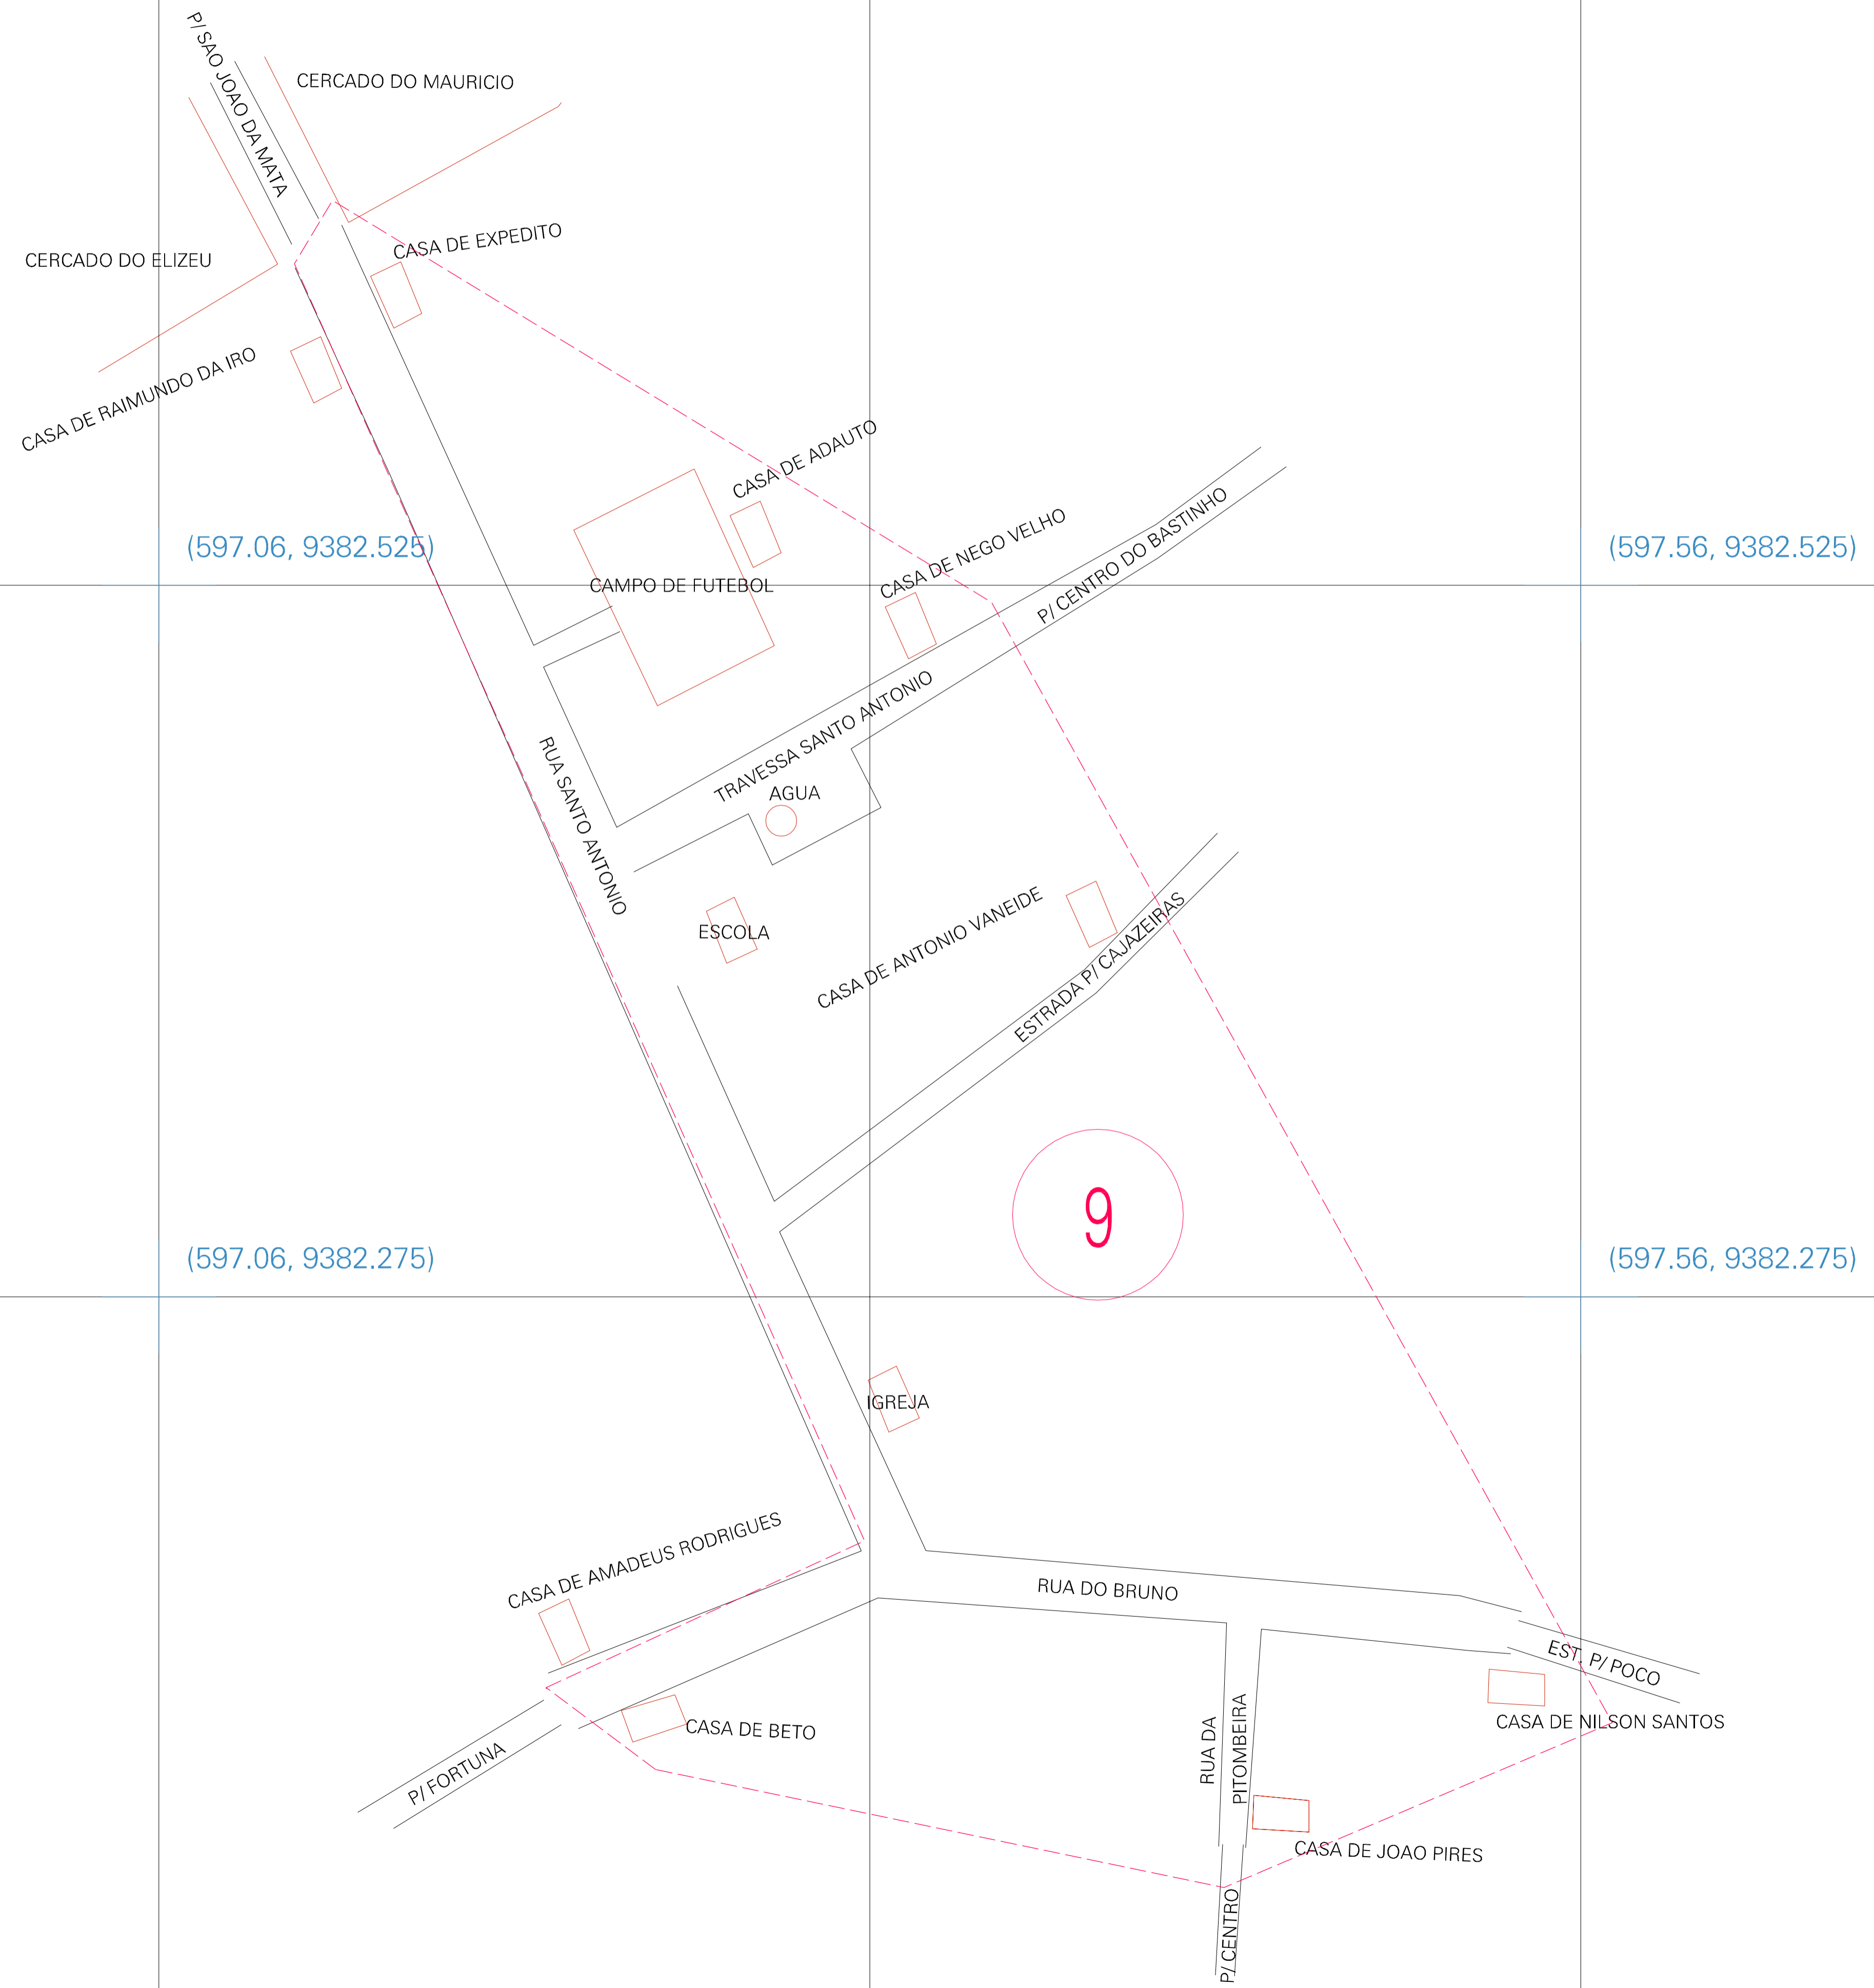 P/ SAO JOAO DA MATA
CERCADO DO MAURICIO
CASA DE EXPEDITO
CERCADO DO ELIZEU
CASA DE RAIMUNDO DA IRO
CASA DE ADAUTO
(597.06, 9382.525)
(597.56, 9382.525)
CASA DE NEGO VELHO
P/ CENTRO DO BASTINHO
CAMPO DE FUTEBOL
TRAVESSA SANTO ANTONIO
RUA SANTO ANTONIO
AGUA
ESCOLA
CASA DE ANTONIO VANEIDE
ESTRADA P/ CAJAZEIRAS
9
(597.06, 9382.275)
(597.56, 9382.275)
IGREJA
CASA DE AMADEUS RODRIGUES
RUA DO BRUNO
EST. P/ POCO
CASA DE NILSON SANTOS
CASA DE BETO
P/ FORTUNA
RUA DA
PITOMBEIRA
CASA DE JOAO PIRES
P/ CENTRO